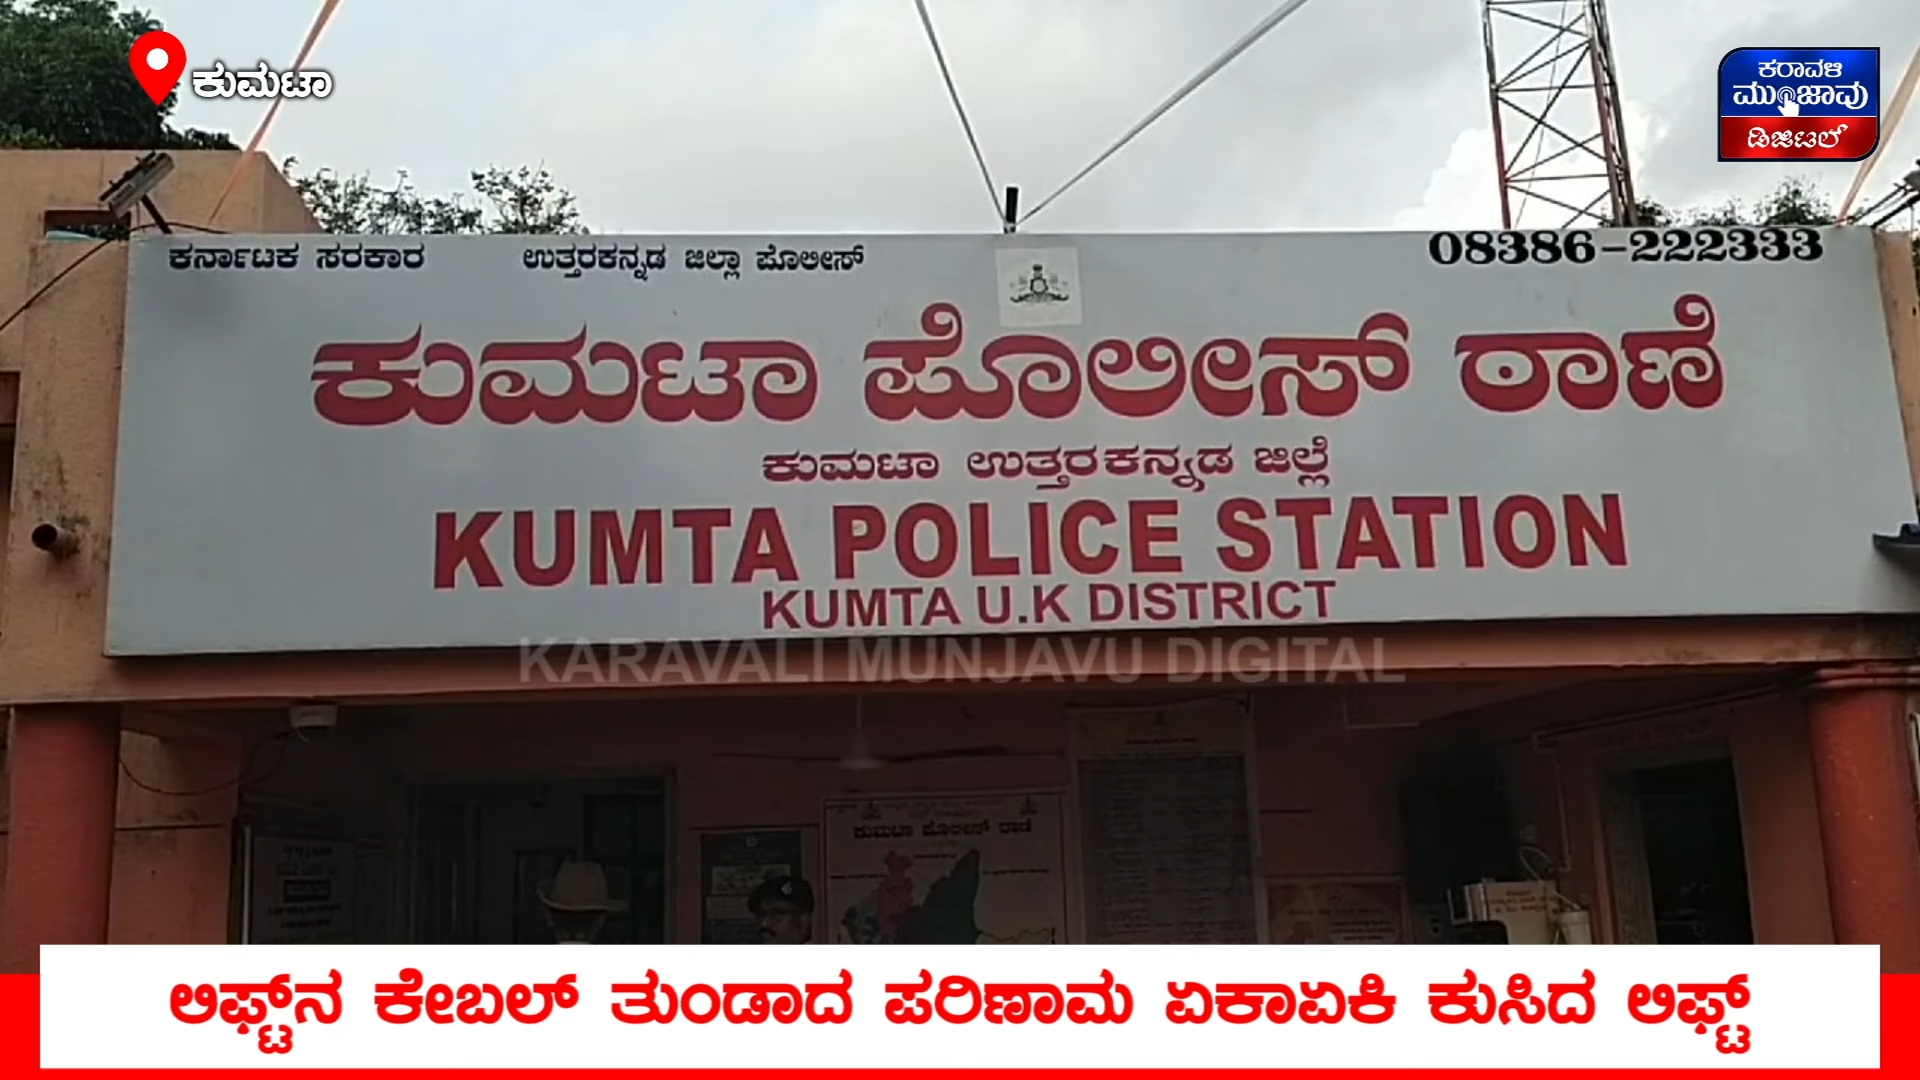 ಕುಮಟಾ
ಕರಾವಳಿ
ಮುಂಜಾವು
ಡಿಜಿಟಲ್
ಕರ್ನಾಟಕ ಸರಕಾರ ಉತ್ತರಕನ್ನಡ ಜಿಲ್ಲಾ ಪೊಲೀಸ್ 08386-222333
ಕುಮಟಾ ಪೊಲೀಸ್ ಠಾಣೆ
ಕುಮಟಾ ಉತ್ತರಕನ್ನಡ ಜಿಲ್ಲೆ
KUMTA POLICE STATION
KUMTA U.K DISTRICT
KARAVALI MUNJAVU DIGITAL
ಕುಮಟಾ ಪೊಲೀಸ್ ಠಾಣೆ
ಲಿಫ್ಟ್‌ನ ಕೇಬಲ್ ತುಂಡಾದ ಪರಿಣಾಮ ಏಕಾಏಕಿ ಕುಸಿದ ಲಿಫ್ಟ್